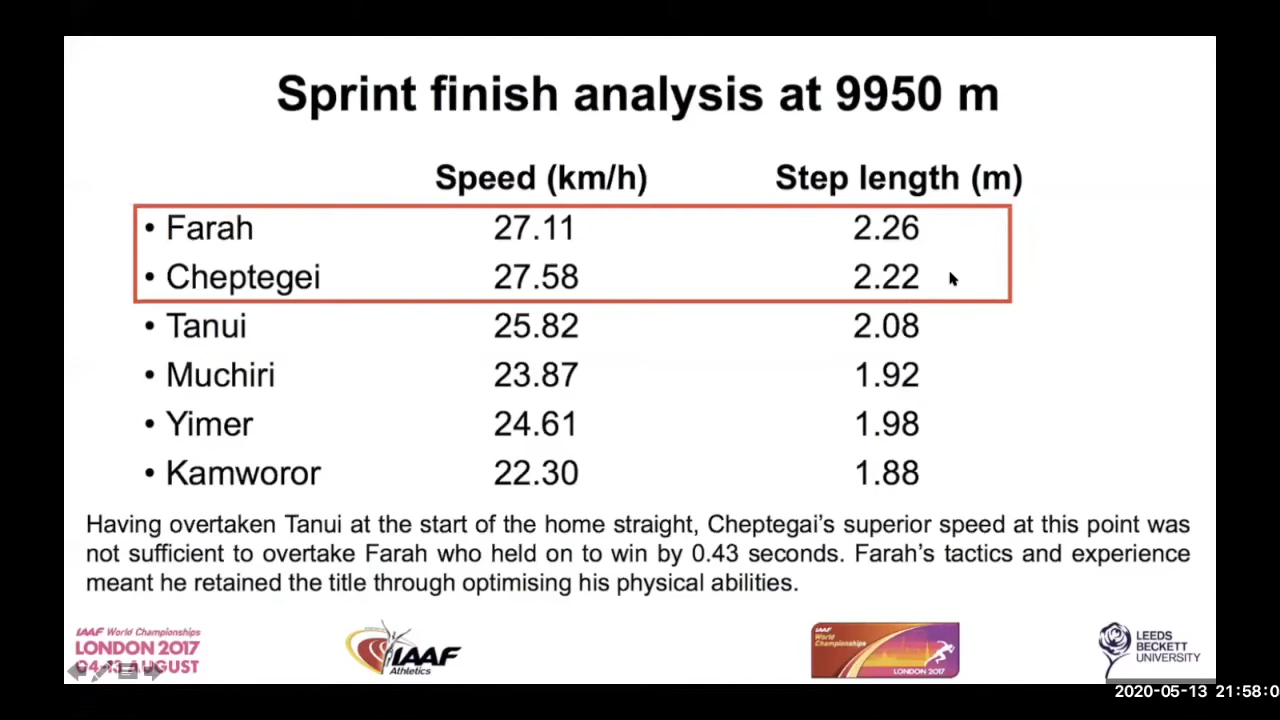 Sprint finish analysis at 9950 m
Speed (km/h) Step length (m)
• Farah 27.11 2.26
• Cheptegei 27.58 2.22
• Tanui 25.82 2.08
• Muchiri 23.87 1.92
• Yimer 24.61 1.98
• Kamworor 22.30 1.88
Having overtaken Tanui at the start of the home straight, Cheptegai's superior speed at this point was
not sufficient to overtake Farah who held on to win by 0.43 seconds. Farah's tactics and experience
meant he retained the title through optimising his physical abilities.
IAAF World Championships
LONDON 2017
04-13 AUGUST
IAAF
Athletics
IAAF
World
Championships
LONDON 2017
LEEDS
BECKETT
UNIVERSITY
2020-05-13 21:58:0